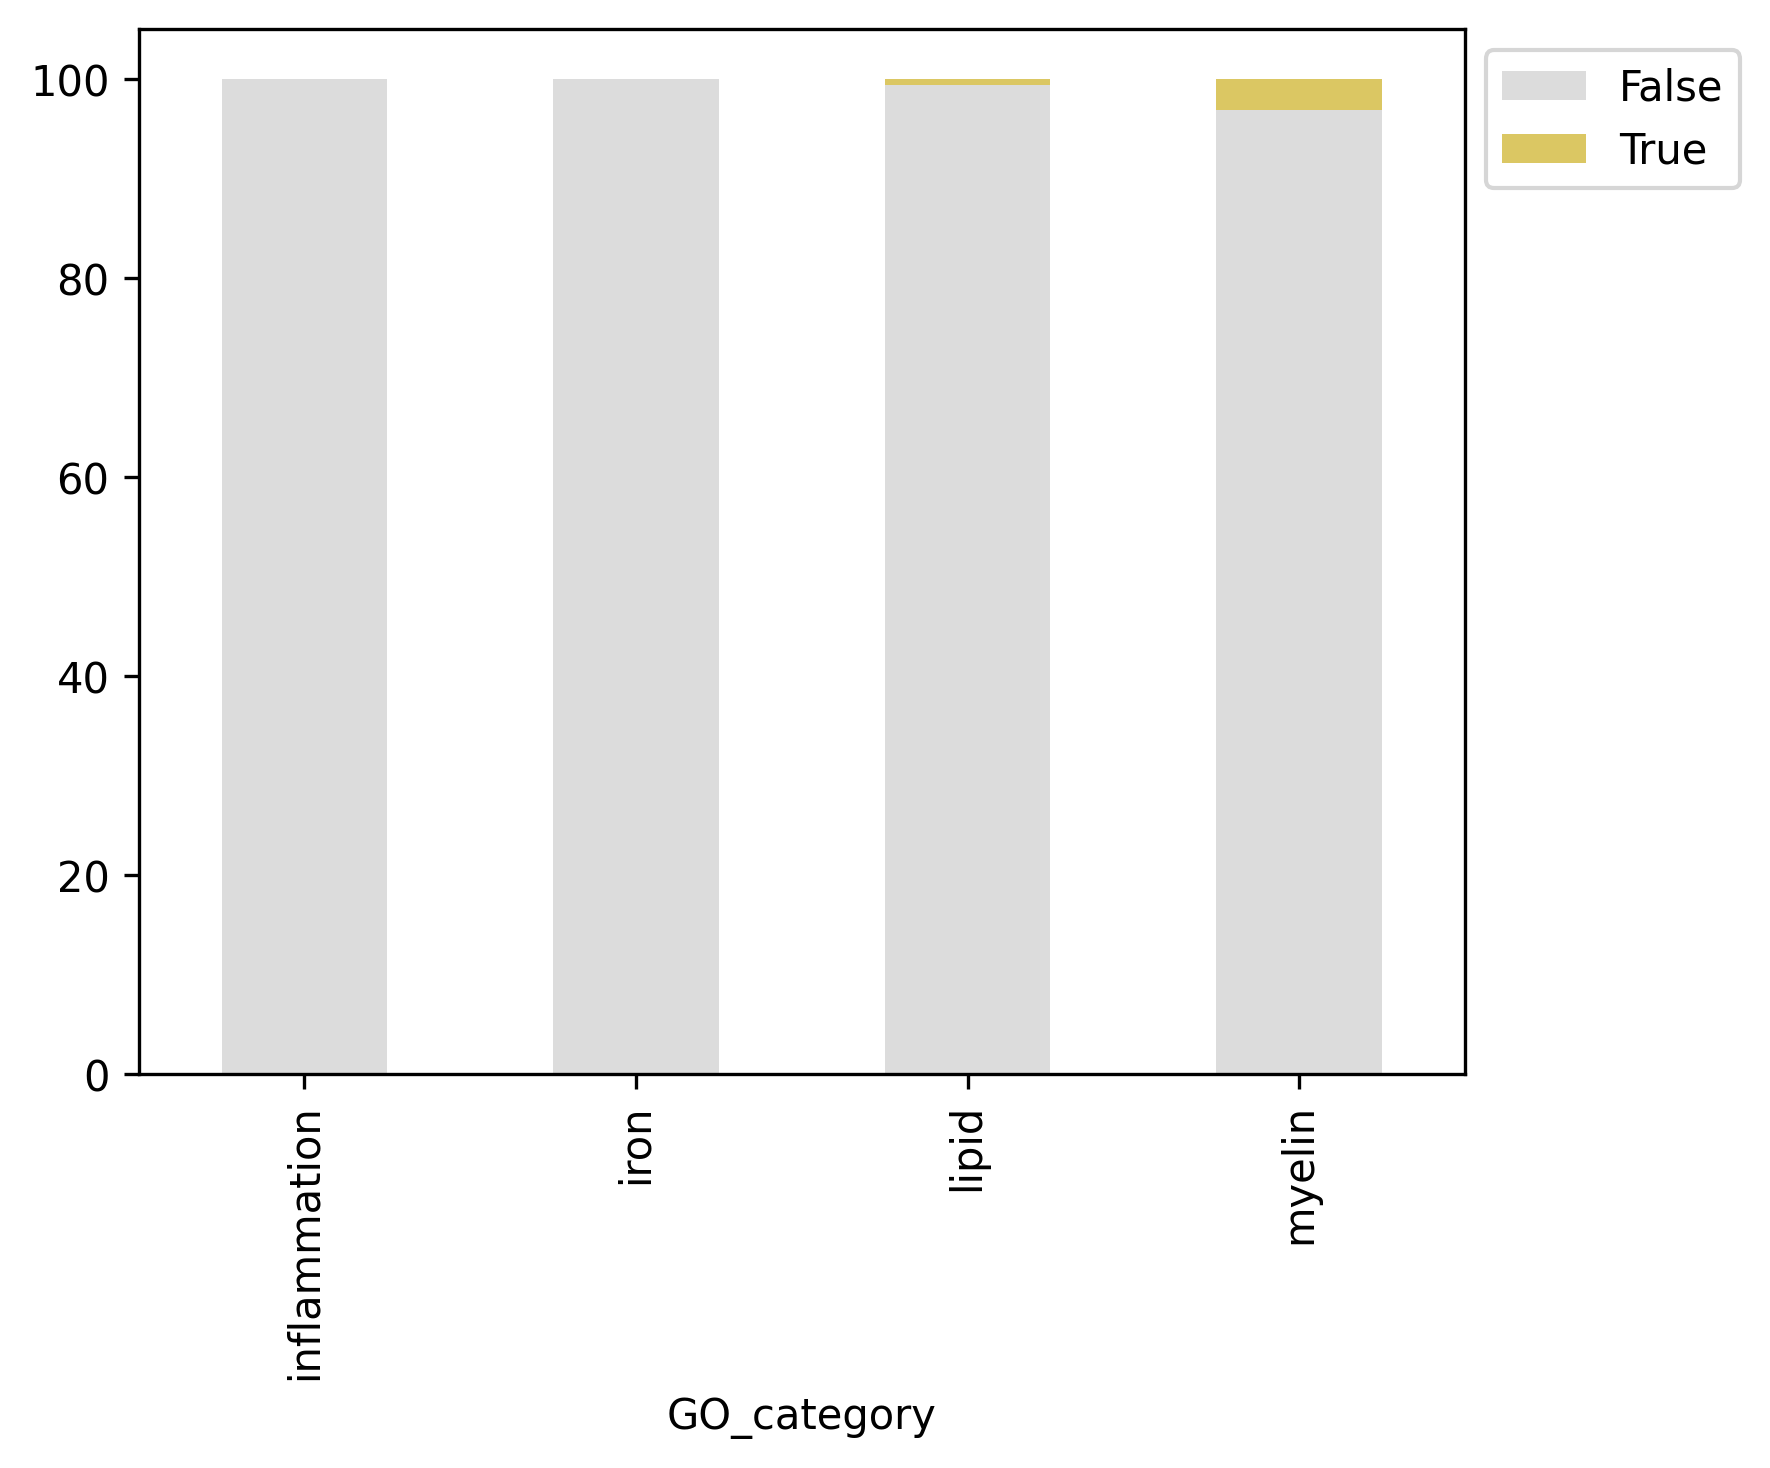 100
80
60
40
20
0
False
True
inflammation
iron
lipid
myelin
GO_category